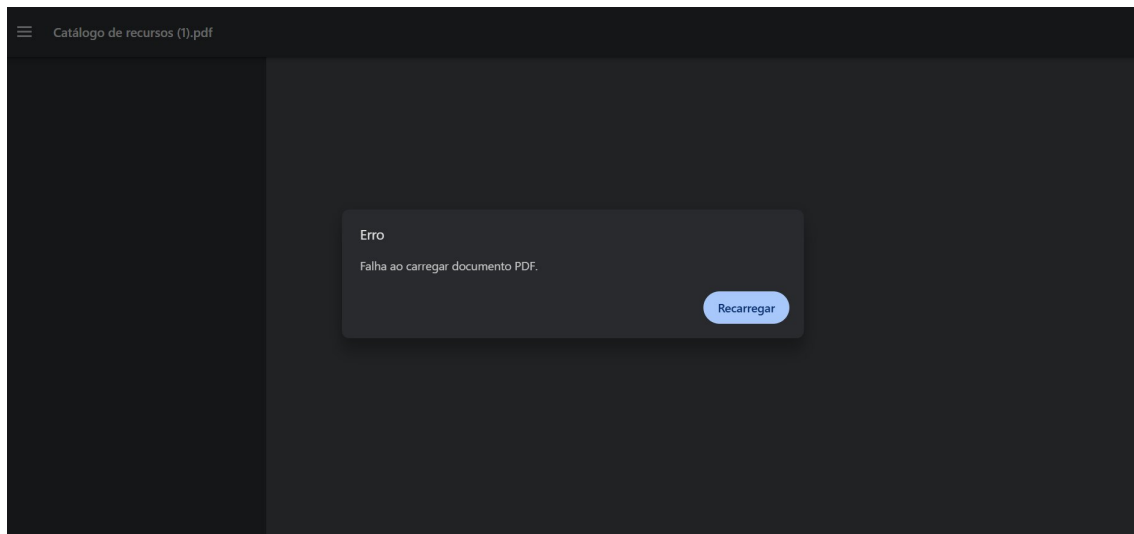 Catálogo de recursos (1).pdf
Erro
Falha ao carregar documento PDF.
Recarregar